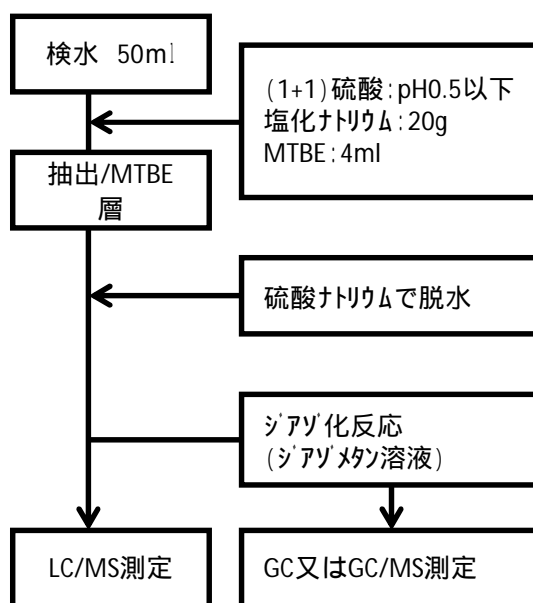 検水 50ml
(1+1)硫酸:pH0.5以下
塩化ﾅﾄﾘｳﾑ:20g
MTBE:4ml
抽出/MTBE
層
硫酸ﾅﾄﾘｳﾑで脱水
ｼﾞｱｿﾞ化反応
(ｼﾞｱｿﾞﾒﾀﾝ溶液)
LC/MS測定
GC又はGC/MS測定